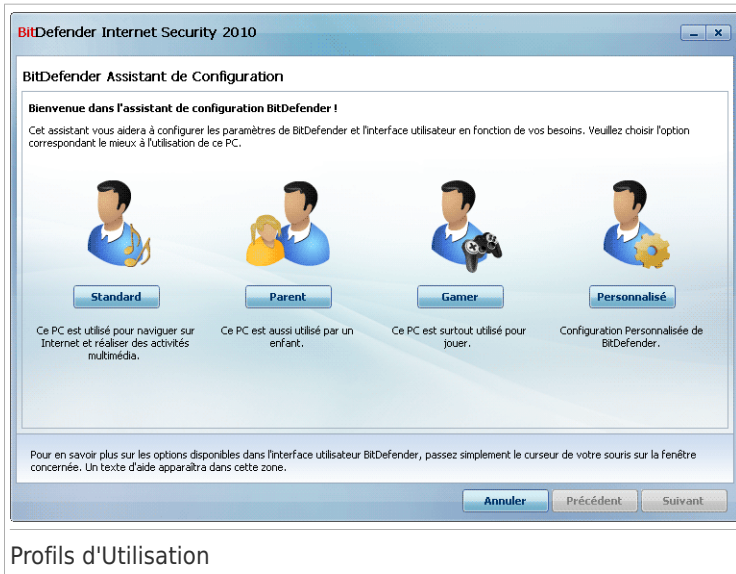 BitDefender Internet Security 2010
BitDefender Assistant de Configuration
Bienvenue dans l'assistant de configuration BitDefender !
Cet assistant vous aidera à configurer les paramètres de BitDefender et l'interface utilisateur en fonction de vos besoins. Veuillez choisir l'option
correspondant le mieux à l'utilisation de ce PC.
Standard
Parent
Gamer
Personnalisé
Ce PC est utilisé pour naviguer sur
Internet et réaliser des activités
multimédia.
Ce PC est aussi utilisé par un
enfant.
Ce PC est surtout utilisé pour
jouer.
Configuration Personnalisée de
BitDefender.
Pour en savoir plus sur les options disponibles dans l'interface utilisateur BitDefender, passez simplement le curseur de votre souris sur la fenêtre
concernée. Un texte d'aide apparaîtra dans cette zone.
Annuler
Précédent
Suivant
Profils d'Utilisation